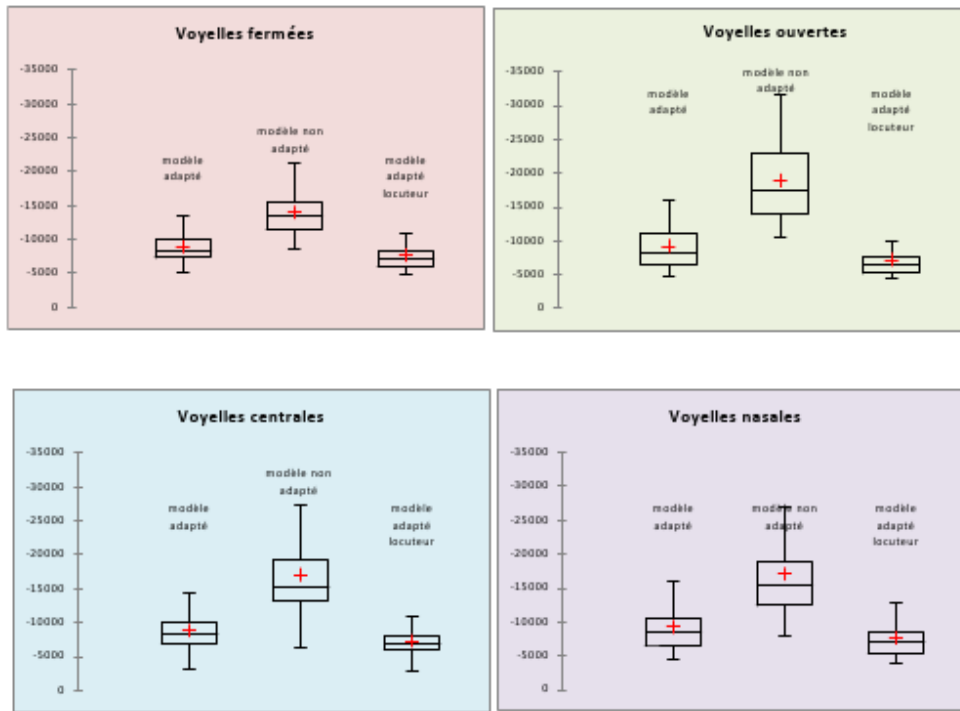 Voyelles fermées
-35000
-30000
-25000
-20000
-15000
-10000
-5000
0
modèle
adapté
modèle non
adapté
modèle
adapté
locuteur
Voyelles ouvertes
-35000
-30000
-25000
-20000
-15000
-10000
-5000
0
modèle
adapté
modèle non
adapté
modèle
adapté
locuteur
Voyelles centrales
-35000
-30000
-25000
-20000
-15000
-10000
-5000
0
modèle
adapté
modèle non
adapté
modèle
adapté
locuteur
Voyelles nasales
-35000
-30000
-25000
-20000
-15000
-10000
-5000
0
modèle
adapté
modèle non
adapté
modèle
adapté
locuteur